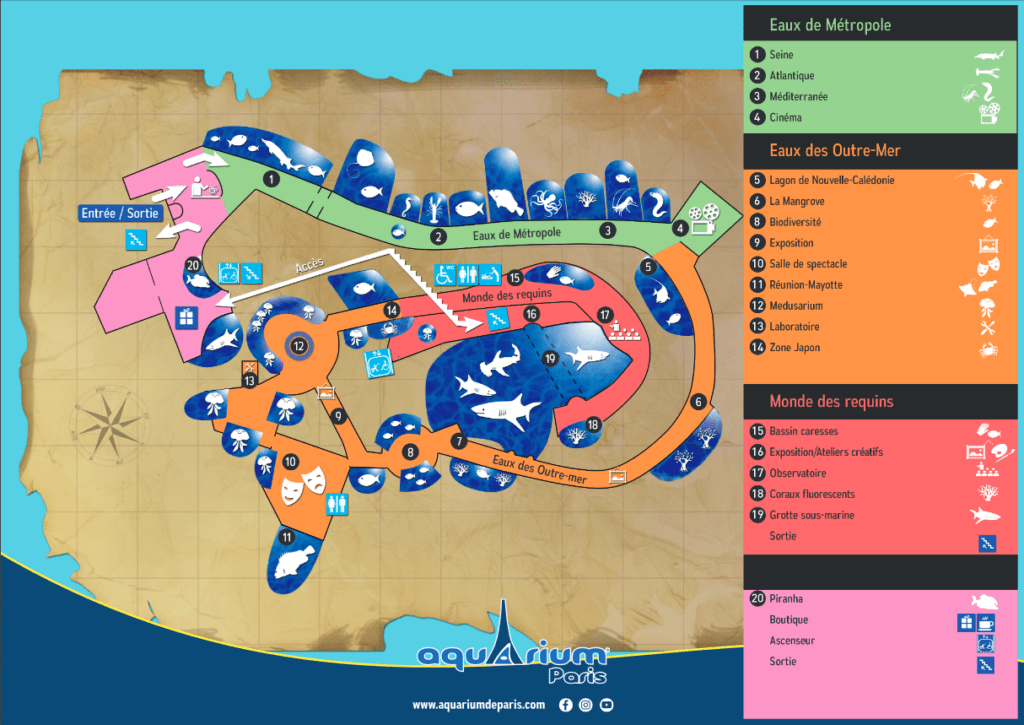 Entrée / Sortie
Accès
Eaux de Métropole
Monde des requins
Eaux des Outre-mer
WC
1
2
3
4
5
6
7
8
9
10
11
12
13
14
15
16
17
18
19
20
aquArium
Paris
www.aquariumdeparis.com
Eaux de Métropole
1 Seine
2 Atlantique
3 Méditerranée
4 Cinéma
Eaux des Outre-Mer
5 Lagon de Nouvelle-Calédonie
6 La Mangrove
8 Biodiversité
9 Exposition
10 Salle de spectacle
11 Réunion-Mayotte
12 Medusarium
13 Laboratoire
14 Zone Japon
Monde des requins
15 Bassin caresses
16 Exposition/Ateliers créatifs
17 Observatoire
18 Coraux fluorescents
19 Grotte sous-marine
Sortie
20 Piranha
Boutique
Ascenseur
Sortie